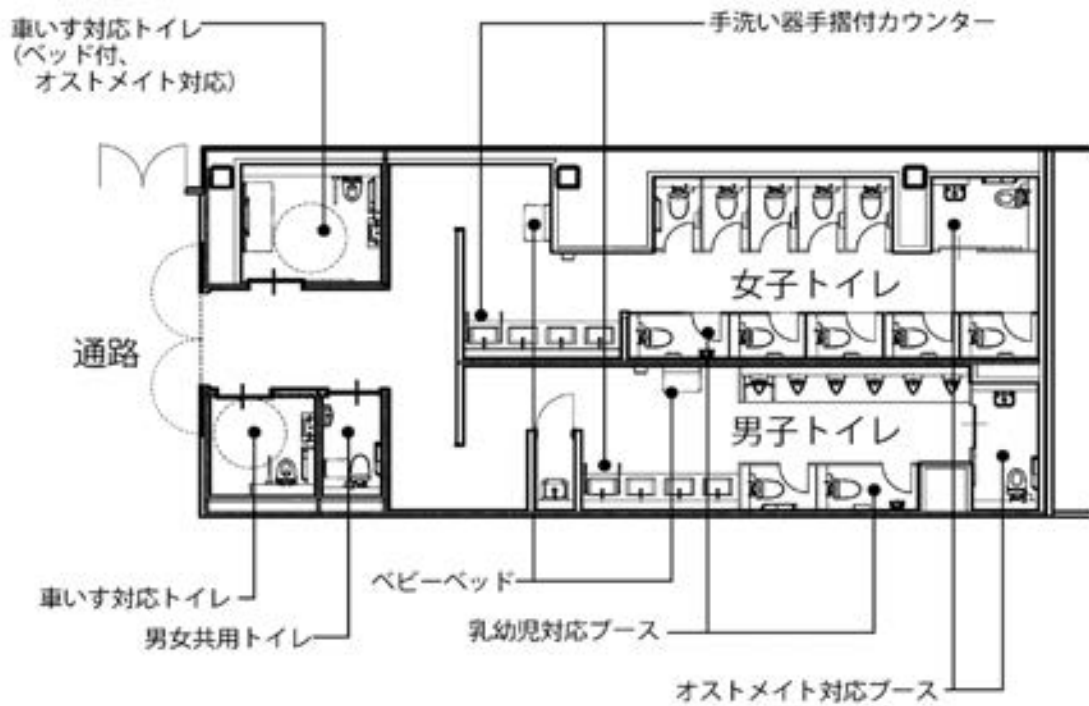 車いす対応トイレ
(ベッド付、
オストメイト対応)
手洗い器手摺付カウンター
女子トイレ
通路
男子トイレ
ベビーベッド
車いす対応トイレ
男女共用トイレ
乳幼児対応ブース
オストメイト対応ブース